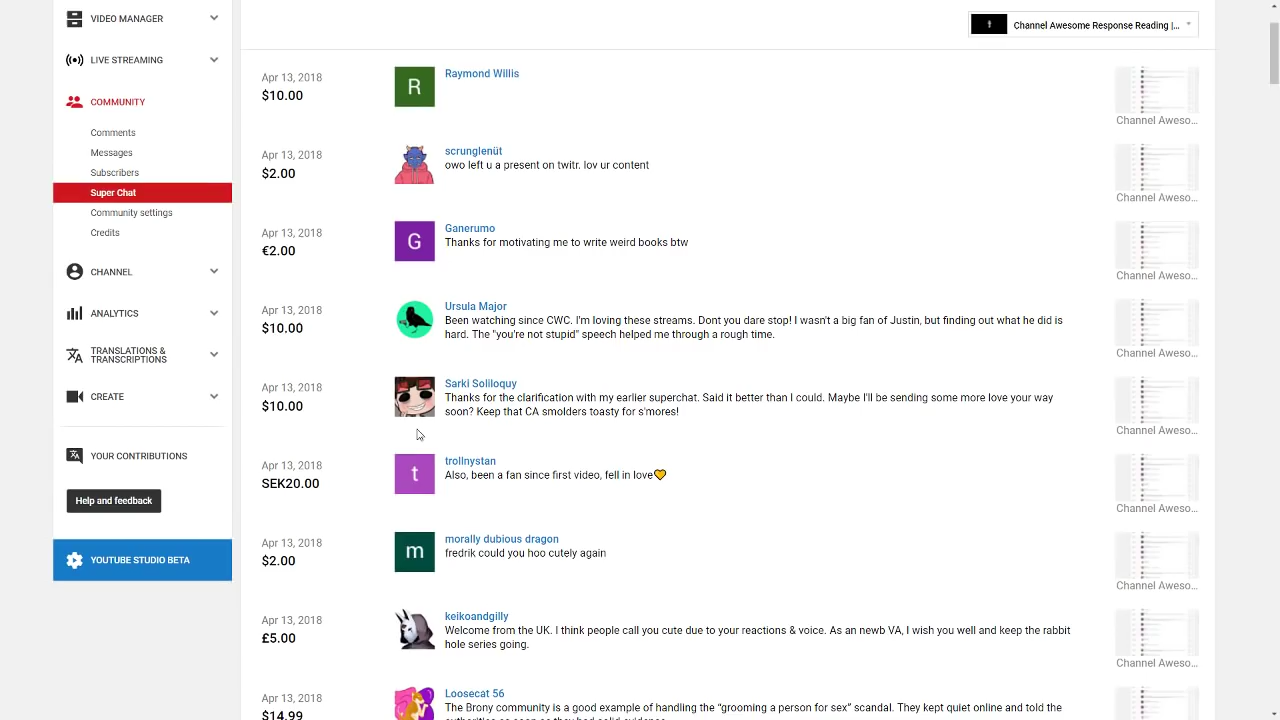 VIDEO MANAGER
LIVE STREAMING
COMMUNITY
Comments
Messages
Subscribers
Super Chat
Community settings
Credits
CHANNEL
ANALYTICS
TRANSLATIONS &
TRANSCRIPTIONS
CREATE
YOUR CONTRIBUTIONS
Help and feedback
YOUTUBE STUDIO BETA
Channel Awesome Response Reading |...
Apr 13, 2018
$10.00
Raymond Willis
Channel Aweso...
Apr 13, 2018
$2.00
scrunglenüt
owo left u a present on twitr. lov ur content
Channel Aweso...
Apr 13, 2018
€2.00
Ganerumo
thanks for motivating me to write weird books btw
Channel Aweso...
Apr 13, 2018
$10.00
Ursula Major
Been watching since CWC. I'm loving these streams. Dont you dare stop! I wasn't a big fan of Justin, but finding out what he did is
hard. The "you're not stupid" speech helped me through a tough time.
Channel Aweso...
Apr 13, 2018
$10.00
Sarki Soliloquy
Thanks for the clarification with my earlier superchat. Said it better than I could. Maybe I'll be sending some more love your way
soon? Keep that CA smolders toasty for s'mores!
Channel Aweso...
Apr 13, 2018
SEK20.00
t
trollnystan
Also, been a fan since first video, fell in love💛
Channel Aweso...
Apr 13, 2018
$2.00
m
morally dubious dragon
fredrik could you hoo cutely again
Channel Aweso...
Apr 13, 2018
£5.00
keikoandgilly
Welcome from the UK. I think people call you cute due to your reactions & voice. As an новый VA, I wish you well and keep the rabbit
hole series going.
Channel Aweso...
Apr 13, 2018
$14.99
Loosecat 56
The Brony community is a good example of handling the "grooming a person for sex" situation. They kept quiet online and told the